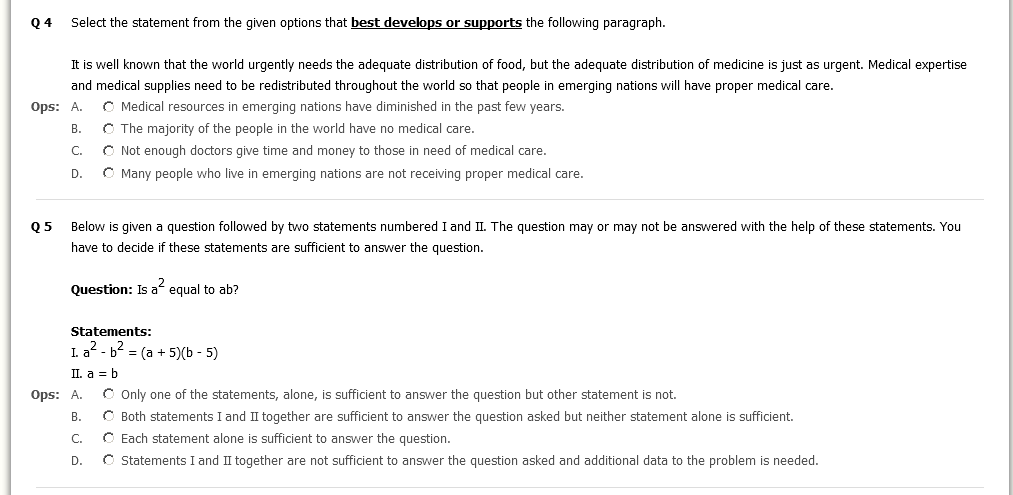 Q 4 Select the statement from the given options that best develops or supports the following paragraph.
It is well known that the world urgently needs the adequate distribution of food, but the adequate distribution of medicine is just as urgent. Medical expertise
and medical supplies need to be redistributed throughout the world so that people in emerging nations will have proper medical care.
Ops: A. Medical resources in emerging nations have diminished in the past few years.
B. The majority of the people in the world have no medical care.
C. Not enough doctors give time and money to those in need of medical care.
D. Many people who live in emerging nations are not receiving proper medical care.
Q 5 Below is given a question followed by two statements numbered I and II. The question may or may not be answered with the help of these statements. You
have to decide if these statements are sufficient to answer the question.
Question: Is a² equal to ab?
Statements:
I. a² - b² = (a + 5)(b - 5)
II. a = b
Ops: A. Only one of the statements, alone, is sufficient to answer the question but other statement is not.
B. Both statements I and II together are sufficient to answer the question asked but neither statement alone is sufficient.
C. Each statement alone is sufficient to answer the question.
D. Statements I and II together are not sufficient to answer the question asked and additional data to the problem is needed.